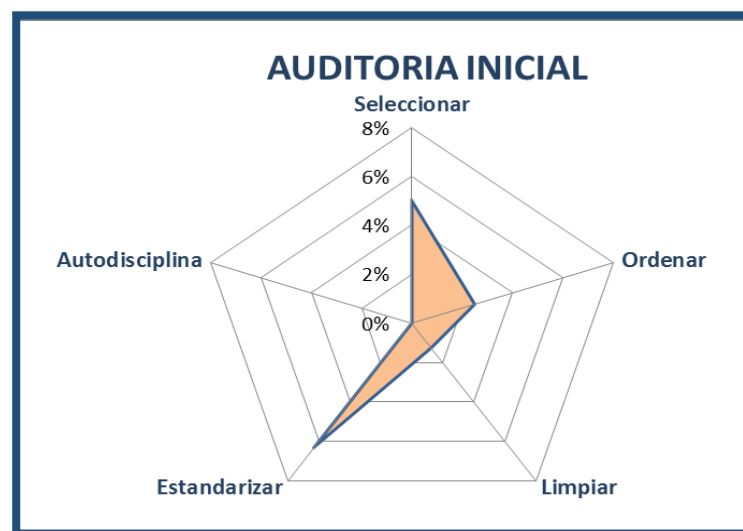 AUDITORIA INICIAL
Seleccionar
8%
6%
4%
2%
0%
Autodisciplina
Ordenar
Estandarizar
Limpiar